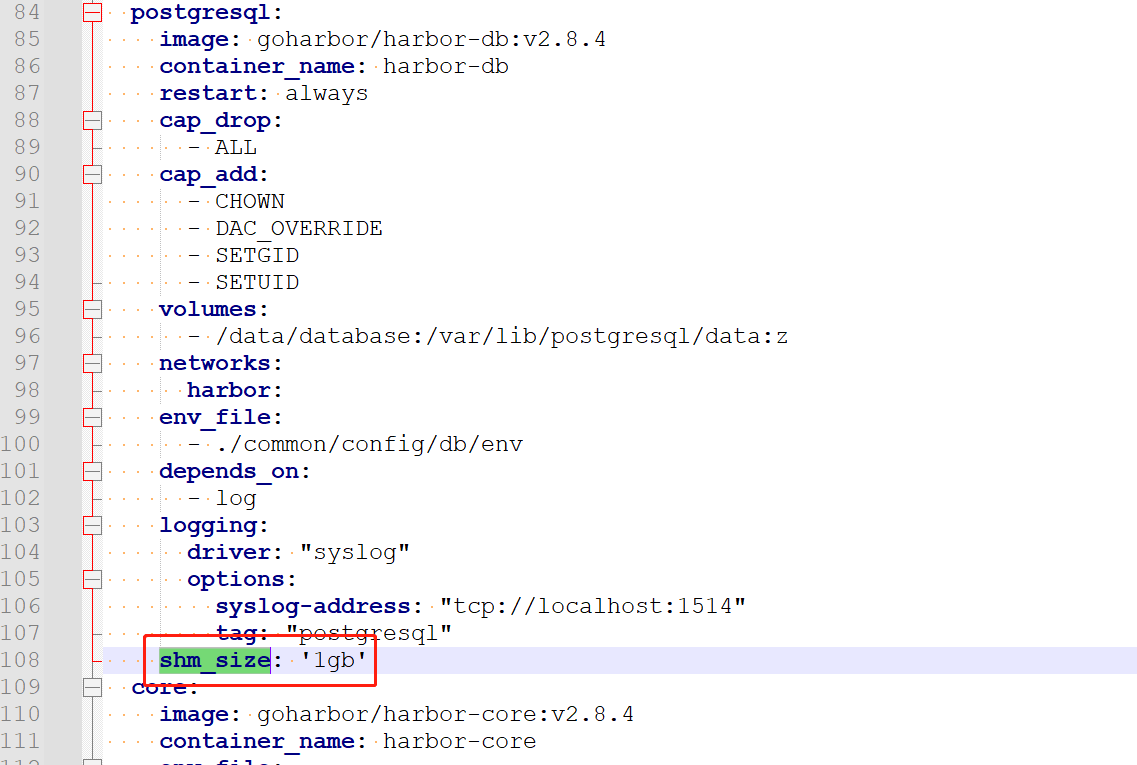 84 postgresql:
85 image: goharbor/harbor-db:v2.8.4
86 container_name: harbor-db
87 restart: always
88 cap_drop:
89 - ALL
90 cap_add:
91 - CHOWN
92 - DAC_OVERRIDE
93 - SETGID
94 - SETUID
95 volumes:
96 - /data/database:/var/lib/postgresql/data:z
97 networks:
98 harbor:
99 env_file:
100 - ./common/config/db/env
101 depends_on:
102 - log
103 logging:
104 driver: "syslog"
105 options:
106 syslog-address: "tcp://localhost:1514"
107 tag: "postgresql"
108 shm_size: '1gb'
109 core:
110 image: goharbor/harbor-core:v2.8.4
111 container_name: harbor-core
112 env_file: